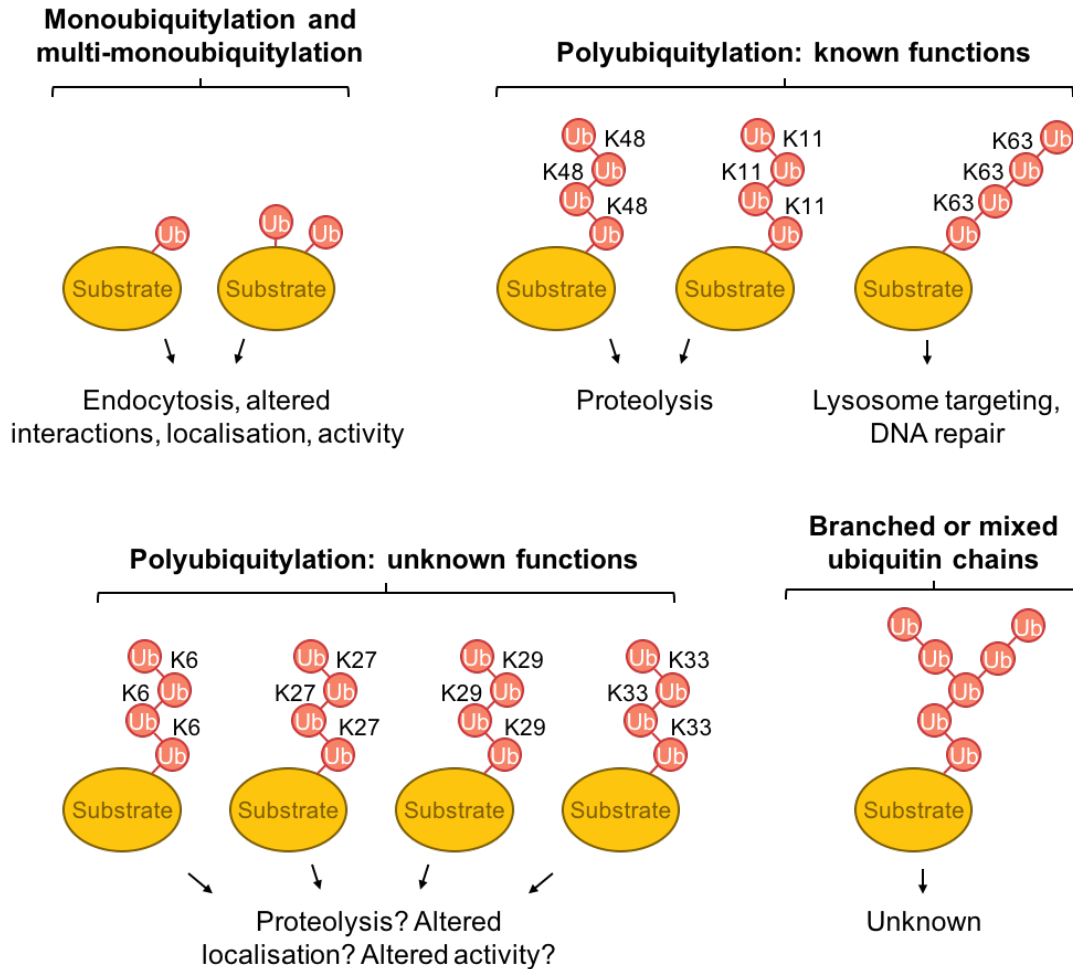 Monoubiquitylation and
multi-monoubiquitylation
Ub
Substrate
Ub
Ub
Substrate
Endocytosis, altered
interactions, localisation, activity
Polyubiquitylation: known functions
Ub K48
K48 Ub
Ub K48
Ub
Substrate
Ub K11
K11 Ub
Ub K11
Ub
Substrate
Proteolysis
K63 Ub
K63 Ub
K63 Ub
Ub
Substrate
Lysosome targeting,
DNA repair
Polyubiquitylation: unknown functions
Ub K6
K6 Ub
Ub K6
Ub
Substrate
Ub K27
K27 Ub
Ub K27
Ub
Substrate
Ub K29
K29 Ub
Ub K29
Ub
Substrate
Ub K33
K33 Ub
Ub K33
Ub
Substrate
Proteolysis? Altered
localisation? Altered activity?
Branched or mixed
ubiquitin chains
Ub Ub
Ub Ub
Ub
Ub
Ub
Substrate
Unknown